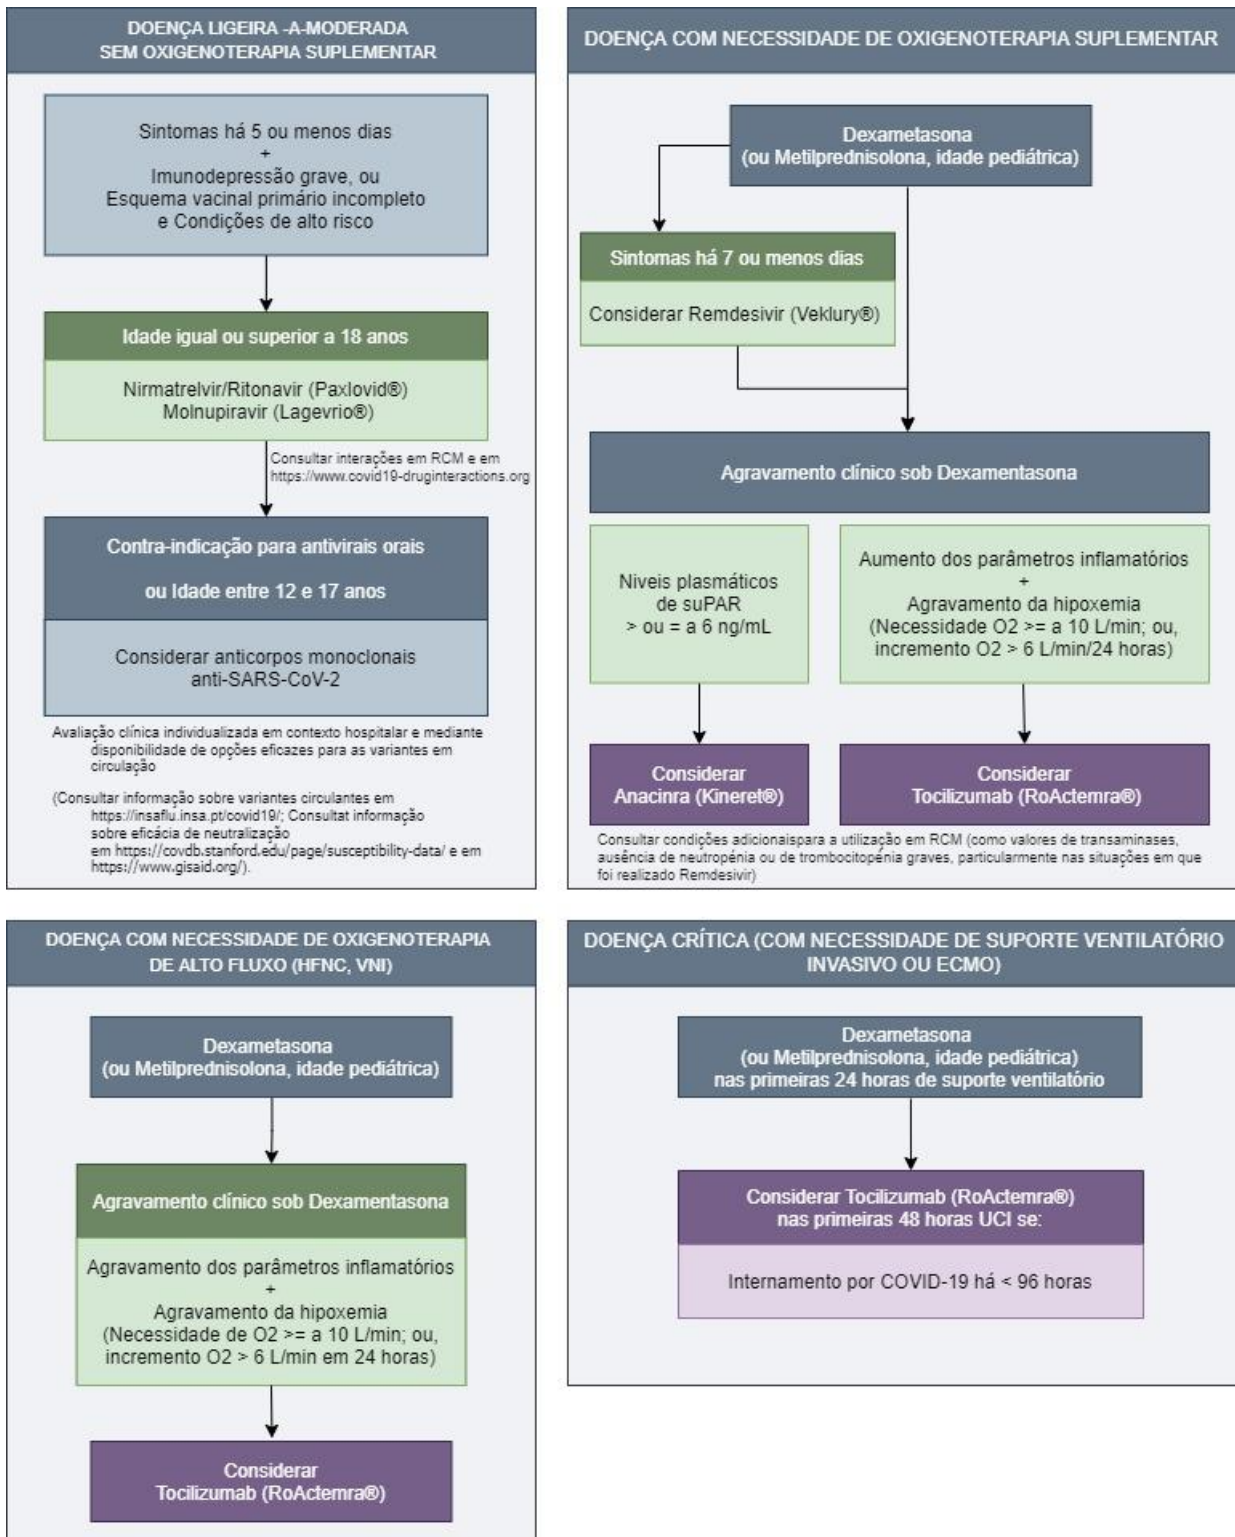 DOENÇA LIGEIRA -A-MODERADA
SEM OXIGENOTERAPIA SUPLEMENTAR
Sintomas há 5 ou menos dias
+
Imunodepressão grave, ou
Esquema vacinal primário incompleto
e Condições de alto risco
Idade igual ou superior a 18 anos
Nirmatrelvir/Ritonavir (Paxlovid®)
Molnupiravir (Lagevrio®)
Consultar interações em RCM e em
https://www.covid19-druginteractions.org
Contra-indicação para antivirais orais
ou Idade entre 12 e 17 anos
Considerar anticorpos monoclonais
anti-SARS-CoV-2
Avaliação clínica individualizada em contexto hospitalar e mediante
disponibilidade de opções eficazes para as variantes em
circulação
(Consultar informação sobre variantes circulantes em
https://insaflu.insa.pt/covid19/; Consultat informação
sobre eficácia de neutralização
em https://covdb.stanford.edu/page/susceptibility-data/ e em
https://www.gisaid.org/).
DOENÇA COM NECESSIDADE DE OXIGENOTERAPIA SUPLEMENTAR
Dexametasona
(ou Metilprednisolona, idade pediátrica)
Sintomas há 7 ou menos dias
Considerar Remdesivir (Veklury®)
Agravamento clínico sob Dexamentasona
Niveis plasmáticos
de suPAR
> ou = a 6 ng/mL
Aumento dos parâmetros inflamatórios
+
Agravamento da hipoxemia
(Necessidade O2 >= a 10 L/min; ou,
incremento O2 > 6 L/min/24 horas)
Considerar
Anacinra (Kineret®)
Considerar
Tocilizumab (RoActemra®)
Consultar condições adicionaispara a utilização em RCM (como valores de transaminases,
ausência de neutropénia ou de trombocitopénia graves, particularmente nas situações em que
foi realizado Remdesivir)
DOENÇA COM NECESSIDADE DE OXIGENOTERAPIA
DE ALTO FLUXO (HFNC, VNI)
Dexametasona
(ou Metilprednisolona, idade pediátrica)
Agravamento clínico sob Dexamentasona
Agravamento dos parâmetros inflamatórios
+
Agravamento da hipoxemia
(Necessidade de O2 >= a 10 L/min; ou,
incremento O2 > 6 L/min em 24 horas)
Considerar
Tocilizumab (RoActemra®)
DOENÇA CRÍTICA (COM NECESSIDADE DE SUPORTE VENTILATÓRIO
INVASIVO OU ECMO)
Dexametasona
(ou Metilprednisolona, idade pediátrica)
nas primeiras 24 horas de suporte ventilatório
Considerar Tocilizumab (RoActemra®)
nas primeiras 48 horas UCI se:
Internamento por COVID-19 há < 96 horas